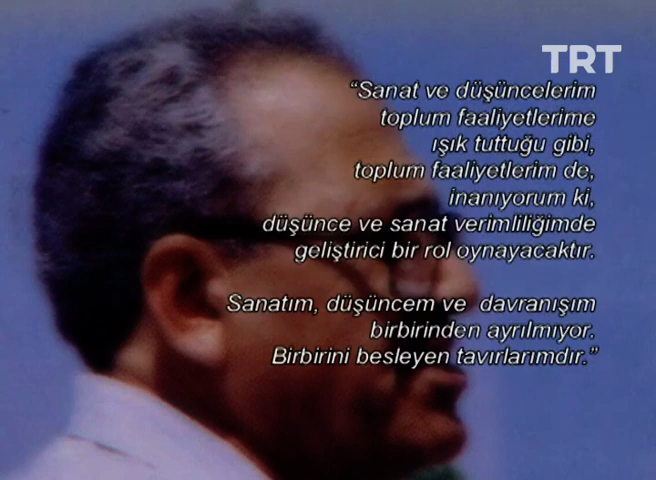 TRT
“Sanat ve düşüncelerim
toplum faaliyetlerime
ışık tuttuğu gibi,
toplum faaliyetlerim de,
inanıyorum ki,
düşünce ve sanat verimliliğimde
geliştirici bir rol oynayacaktır.
Sanatım, düşüncem ve davranışım
birbirinden ayrılmıyor.
Birbirini besleyen tavırlarımdır.”